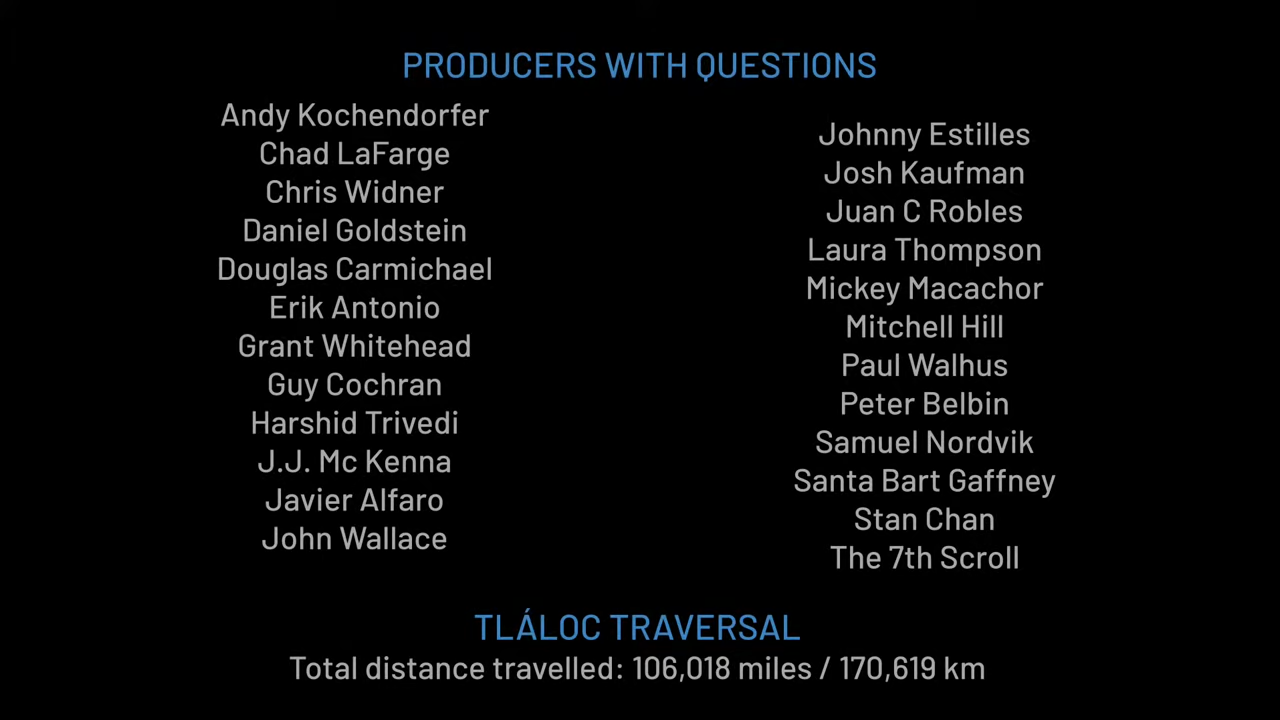 PRODUCERS WITH QUESTIONS
Andy Kochendorfer
Chad LaFarge
Chris Widner
Daniel Goldstein
Douglas Carmichael
Erik Antonio
Grant Whitehead
Guy Cochran
Harshid Trivedi
J.J. Mc Kenna
Javier Alfaro
John Wallace
Johnny Estilles
Josh Kaufman
Juan C Robles
Laura Thompson
Mickey Macachor
Mitchell Hill
Paul Walhus
Peter Belbin
Samuel Nordvik
Santa Bart Gaffney
Stan Chan
The 7th Scroll
TLÁLOC TRAVERSAL
Total distance travelled: 106,018 miles / 170,619 km